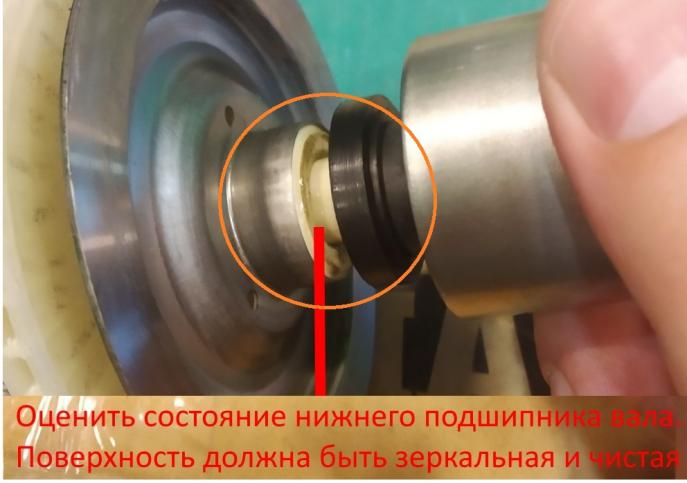 Оценить состояние нижнего подшипника вала.
Поверхность должна быть зеркальная и чистая